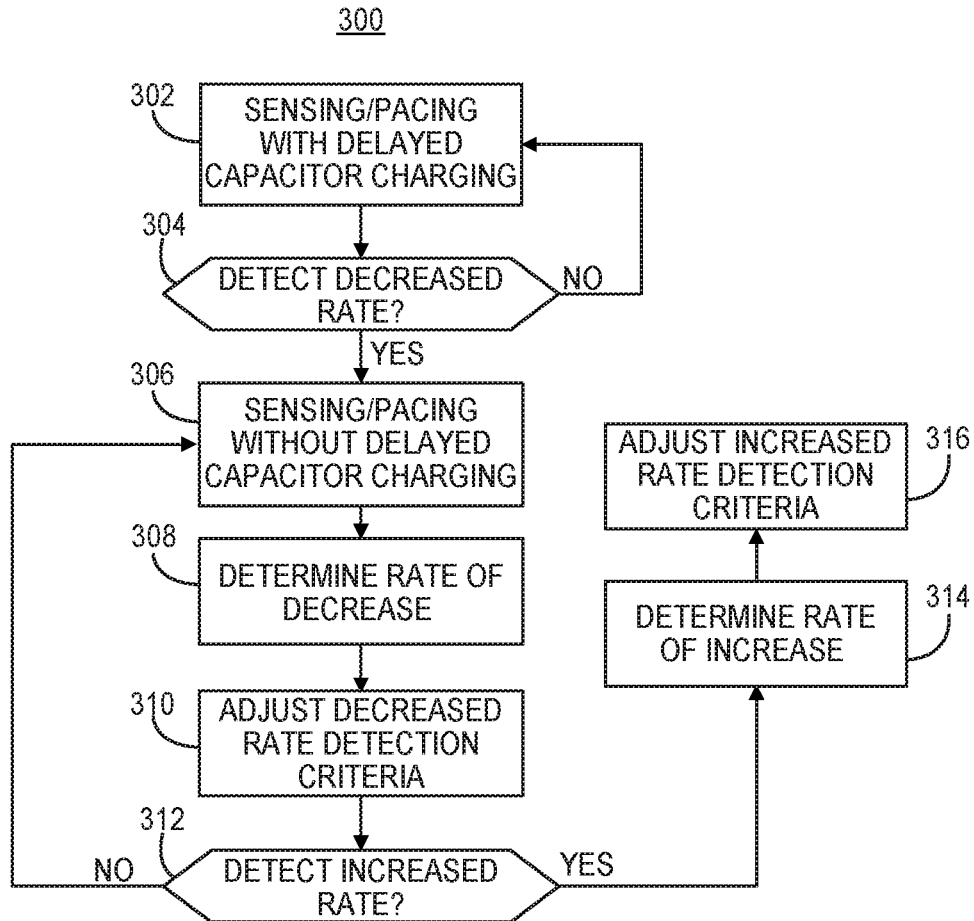 300
302
SENSING/PACING
WITH DELAYED
CAPACITOR CHARGING
304
DETECT DECREASED
RATE?
NO
YES
306
SENSING/PACING
WITHOUT DELAYED
CAPACITOR CHARGING
308
DETERMINE RATE OF
DECREASE
310
ADJUST DECREASED
RATE DETECTION
CRITERIA
312
DETECT INCREASED
RATE?
NO
YES
314
DETERMINE RATE
OF INCREASE
316
ADJUST INCREASED
RATE DETECTION
CRITERIA